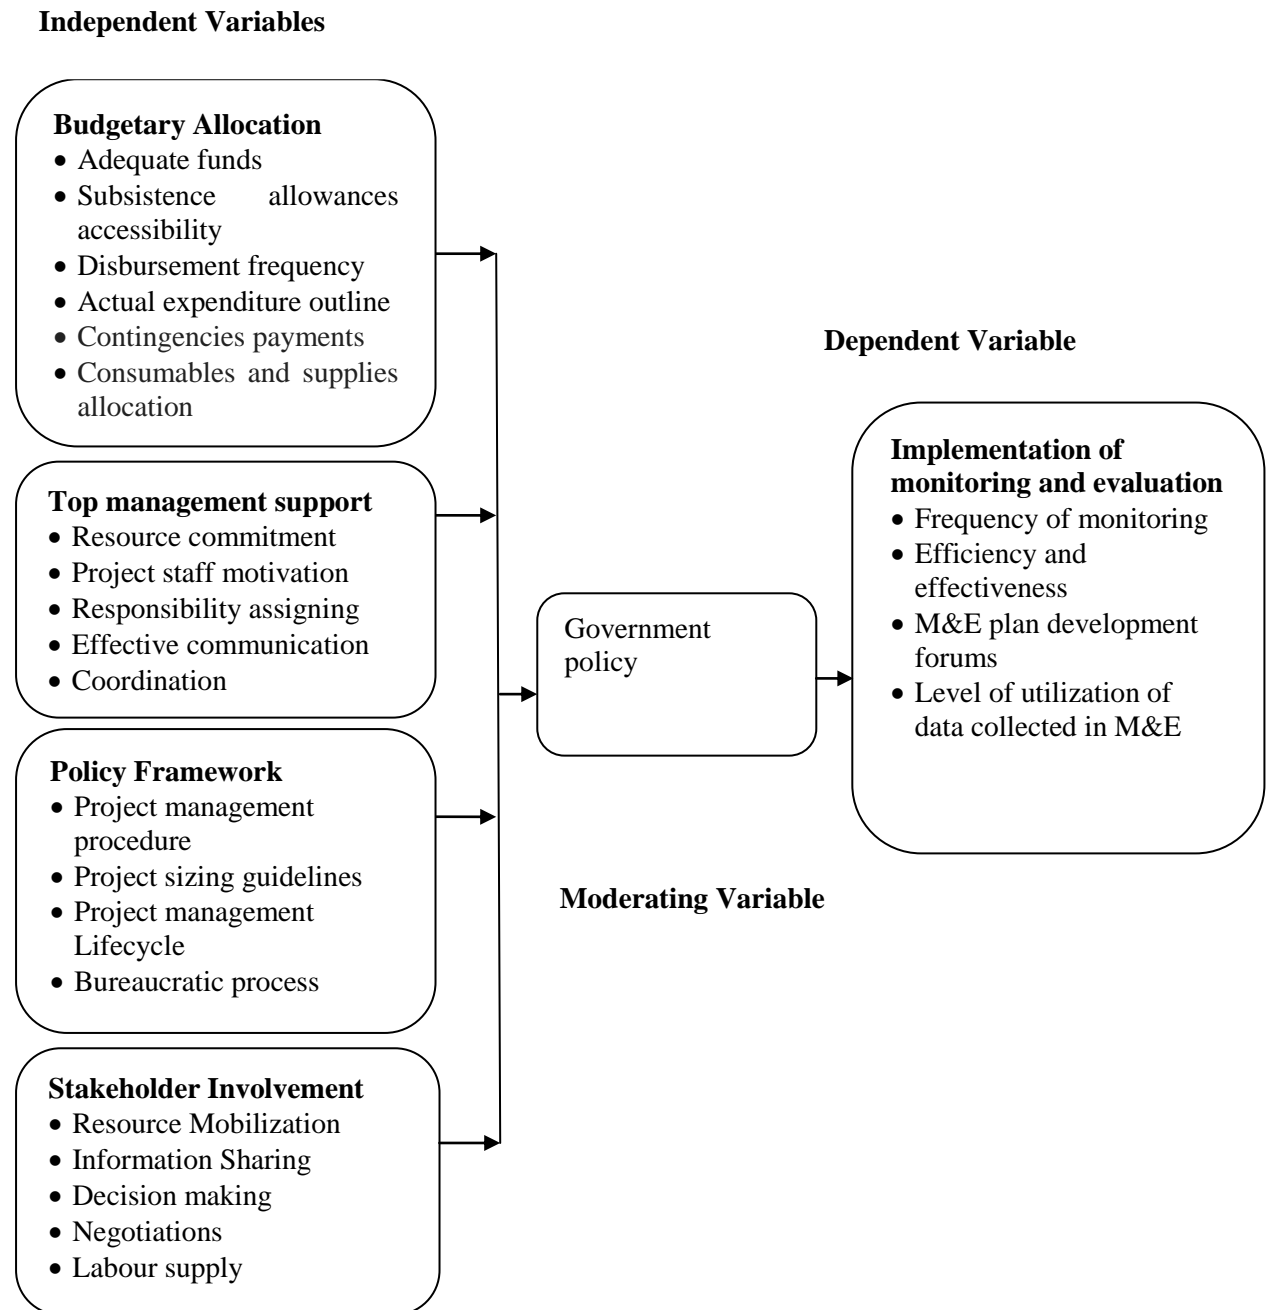 Independent Variables
Budgetary Allocation
• Adequate funds
• Subsistence allowances
accessibility
• Disbursement frequency
• Actual expenditure outline
• Contingencies payments
• Consumables and supplies
allocation
Top management support
• Resource commitment
• Project staff motivation
• Responsibility assigning
• Effective communication
• Coordination
Policy Framework
• Project management
procedure
• Project sizing guidelines
• Project management
Lifecycle
• Bureaucratic process
Stakeholder Involvement
• Resource Mobilization
• Information Sharing
• Decision making
• Negotiations
• Labour supply
Government
policy
Moderating Variable
Dependent Variable
Implementation of
monitoring and evaluation
• Frequency of monitoring
• Efficiency and
effectiveness
• M&E plan development
forums
• Level of utilization of
data collected in M&E